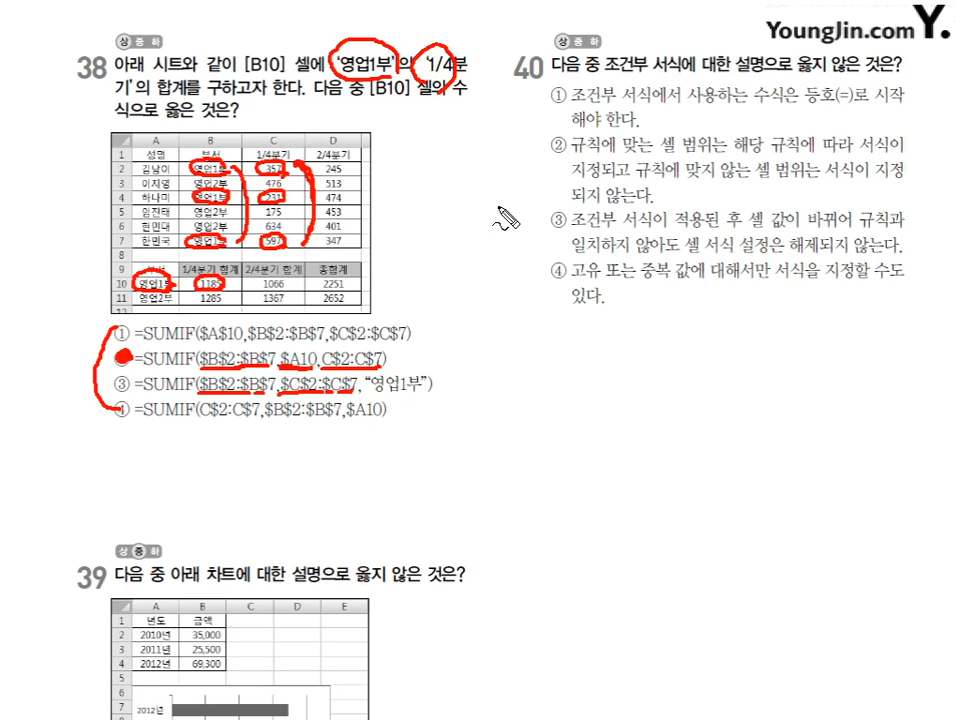 Younglin.com Y.
상 중 하
38 아래 시트와 같이 [B10] 셀에 '영업1부'의 '1/4분
기'의 합계를 구하고자 한다. 다음 중 [B10] 셀의 수
식으로 옳은 것은?
A B C D
1 성명 부서 1/4분기 2/4분기
2 김남이 영업1부 357 245
3 이지영 영업2부 476 513
4 하나미 영업1부 231 474
5 임진태 영업2부 175 453
6 현민대 영업2부 634 401
7 한민국 영업1부 597 347
8
9 부서 1/4분기 합계 2/4분기 합계 총합계
10 영업1부 1185 1066 2251
11 영업2부 1285 1367 2652
12
① =SUMIF($A$10,$B$2:$B$7,$C$2:$C$7)
=SUMIF($B$2:$B$7,$A10,C$2:C$7)
③ =SUMIF($B$2:$B$7,$C$2:$C$7,“영업1부”)
④ =SUMIF(C$2:C$7,$B$2:$B$7,$A10)
상 중 하
39 다음 중 아래 차트에 대한 설명으로 옳지 않은 것은?
A B C D E
1 년도 금액
2 2010년 35,000
3 2011년 25,500
4 2012년 69,300
5
6
7 2012년
상 중 하
40 다음 중 조건부 서식에 대한 설명으로 옳지 않은 것은?
① 조건부 서식에서 사용하는 수식은 등호(=)로 시작
해야 한다.
② 규칙에 맞는 셀 범위는 해당 규칙에 따라 서식이
지정되고 규칙에 맞지 않는 셀 범위는 서식이 지정
되지 않는다.
③ 조건부 서식이 적용된 후 셀 값이 바뀌어 규칙과
일치하지 않아도 셀 서식 설정은 해제되지 않는다.
④ 고유 또는 중복 값에 대해서만 서식을 지정할 수도
있다.